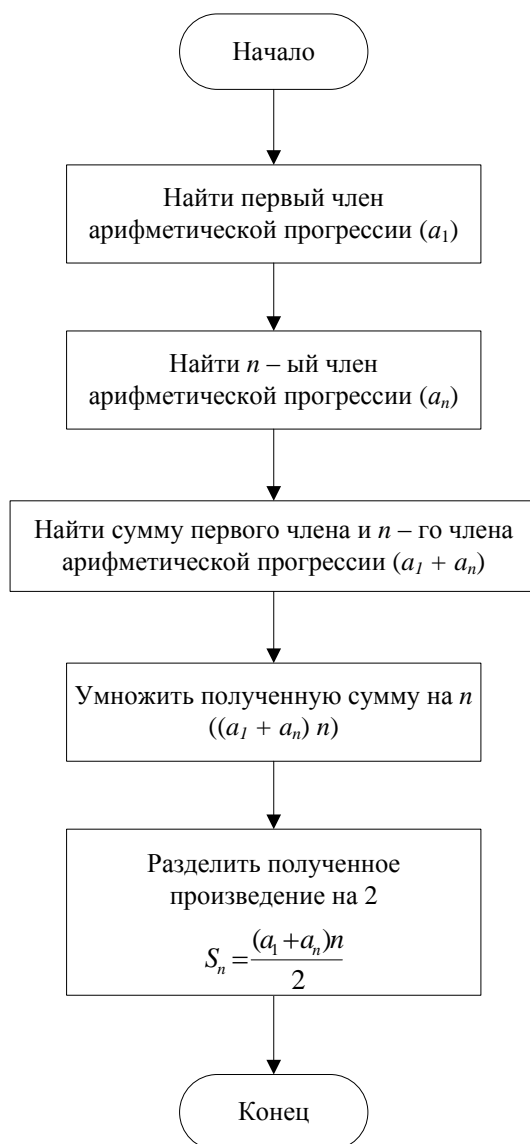 Начало
Найти первый член
арифметической прогрессии (a₁)
Найти n – ый член
арифметической прогрессии (aₙ)
Найти сумму первого члена и n – го члена
арифметической прогрессии (a₁ + aₙ)
Умножить полученную сумму на n
((a₁ + aₙ) n)
Разделить полученное
произведение на 2
Sₙ = (a₁+aₙ)n / 2
Конец